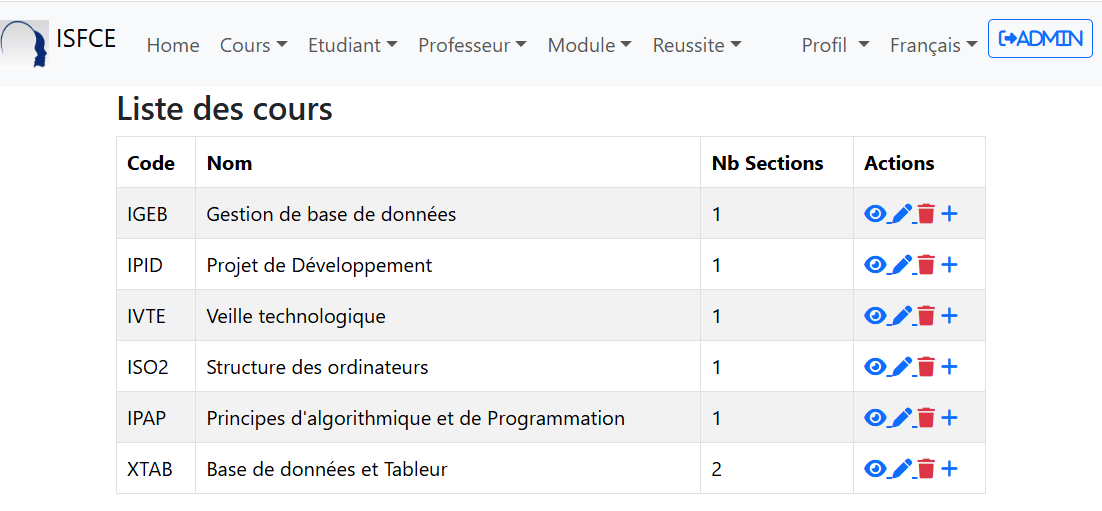 ISFCE Home Cours Etudiant Professeur Module Reussite Profil Français ADMIN
Liste des cours
Code Nom Nb Sections Actions
IGEB Gestion de base de données 1
IPID Projet de Développement 1
IVTE Veille technologique 1
ISO2 Structure des ordinateurs 1
IPAP Principes d'algorithmique et de Programmation 1
XTAB Base de données et Tableur 2